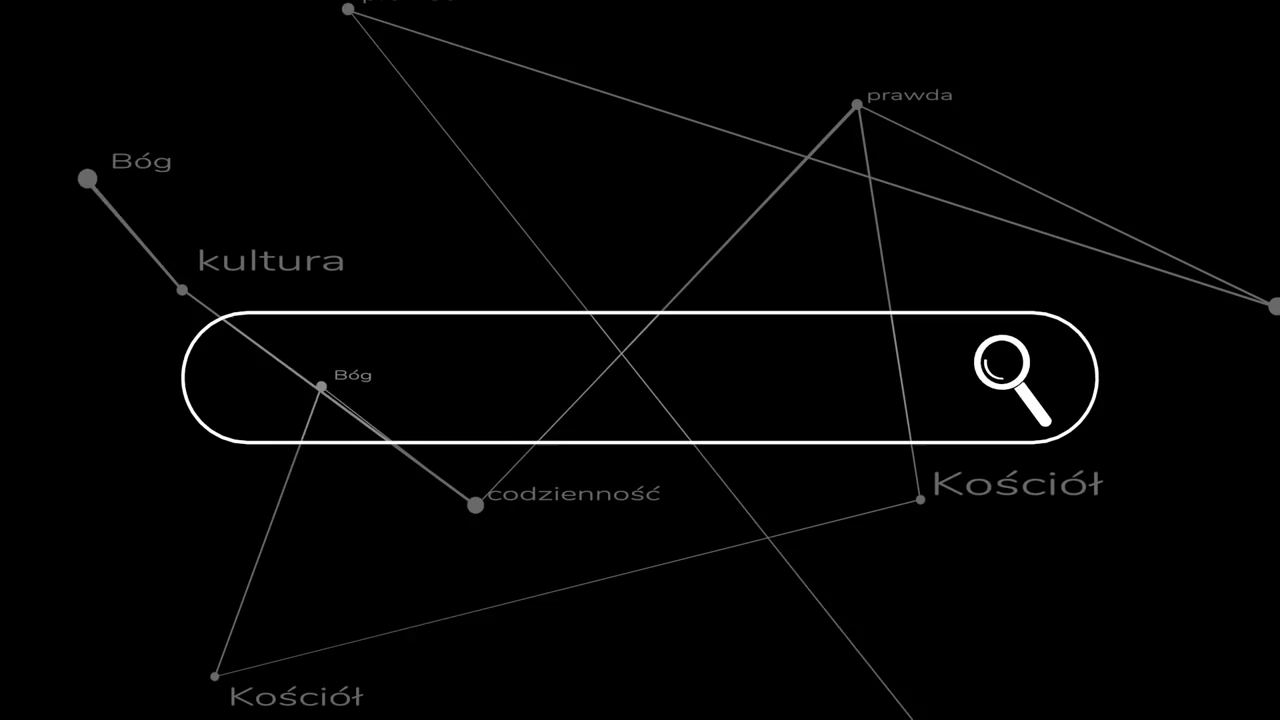 prawda
Bóg
kultura
Bóg
Kościół
codzienność
Kościół